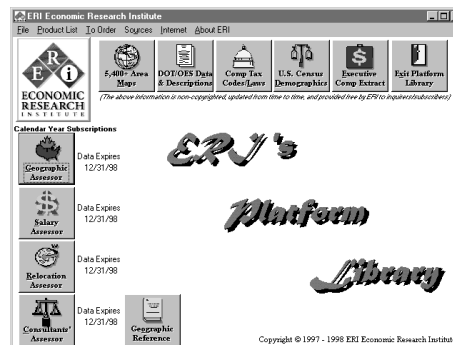 ERI Economic Research Institute
File Product List To Order Sources Internet About ERI
ERi
ECONOMIC
RESEARCH
INSTITUTE
5,400+ Area
Maps
DOT/OES Data
& Descriptions
Comp Tax
Codes/Laws
U.S. Census
Demographics
Executive
Comp Extract
Exit Platform
Library
(The above information is non-copyrighted, updated from time to time, and provided free by ERI to inquirers/subscribers)
Calendar Year Subscriptions
Geographic
Assessor
Data Expires
12/31/98
Salary
Assessor
Data Expires
12/31/98
Relocation
Assessor
Data Expires
12/31/98
Consultants'
Assessor
Data Expires
12/31/98
Geographic
Reference
ERI's
Platform
Library
Copyright © 1997 - 1998 ERI Economic Research Institut